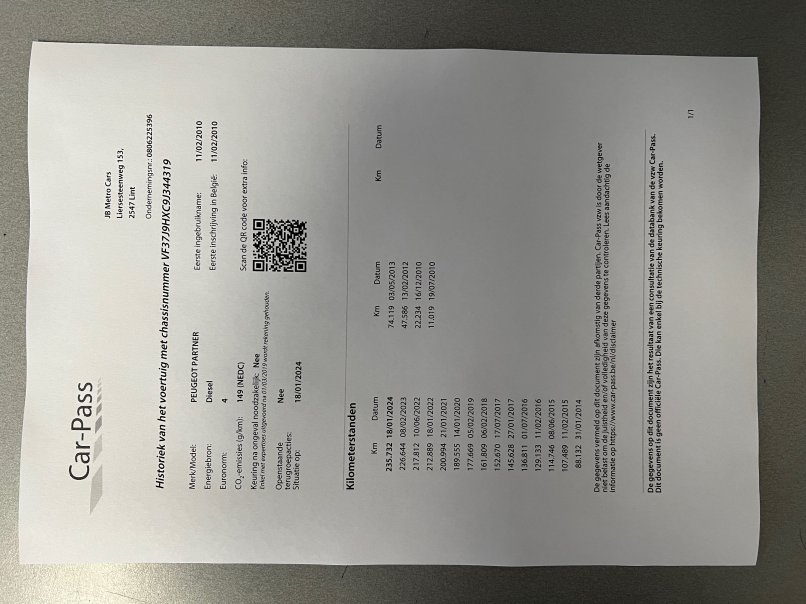 Car-Pass
JB Metro Cars
Liersesteenweg 153,
2547 Lint
Ondernemingsnr.: 0806225396
Historiek van het voertuig met chassisnummer VF37J9HXC9J344319
Merk/Model: PEUGEOT PARTNER
Energiebron: Diesel
Euronorm: 4
CO₂-emissies (g/km): 149 (NEDC)
Keuring na ongeval noodzakelijk: Nee
Enkel met expertises uitgevoerd na 01/03/2019 wordt rekening gehouden.
Openstaande Nee
terugroepacties:
Situatie op: 18/01/2024
Eerste ingebruikname: 11/02/2010
Eerste inschrijving in België: 11/02/2010
Scan de QR code voor extra info:
Kilometerstanden
Km Datum
235.732 18/01/2024
226.644 08/02/2023
217.812 10/06/2022
212.889 18/01/2022
200.994 21/01/2021
189.555 14/01/2020
177.669 05/02/2019
161.809 06/02/2018
152.670 17/07/2017
145.628 27/01/2017
136.811 01/07/2016
129.133 11/02/2016
114.746 08/06/2015
107.489 11/02/2015
88.132 31/01/2014
Km Datum
74.119 03/05/2013
47.586 13/02/2012
22.234 16/12/2010
11.019 19/07/2010
Km Datum
De gegevens vermeld op dit document zijn afkomstig van derde partijen. Car-Pass vzw is door de wetgever
niet belast om de juistheid en/of volledigheid van deze gegevens te controleren. Lees aandachtig de
informatie op https://www.car-pass.be/nl/disclaimer
De gegevens op dit document zijn het resultaat van een consultatie van de databank van de vzw Car-Pass.
Dit document is geen officiële Car-Pass. Die kan enkel bij de technische keuring bekomen worden.
1/1